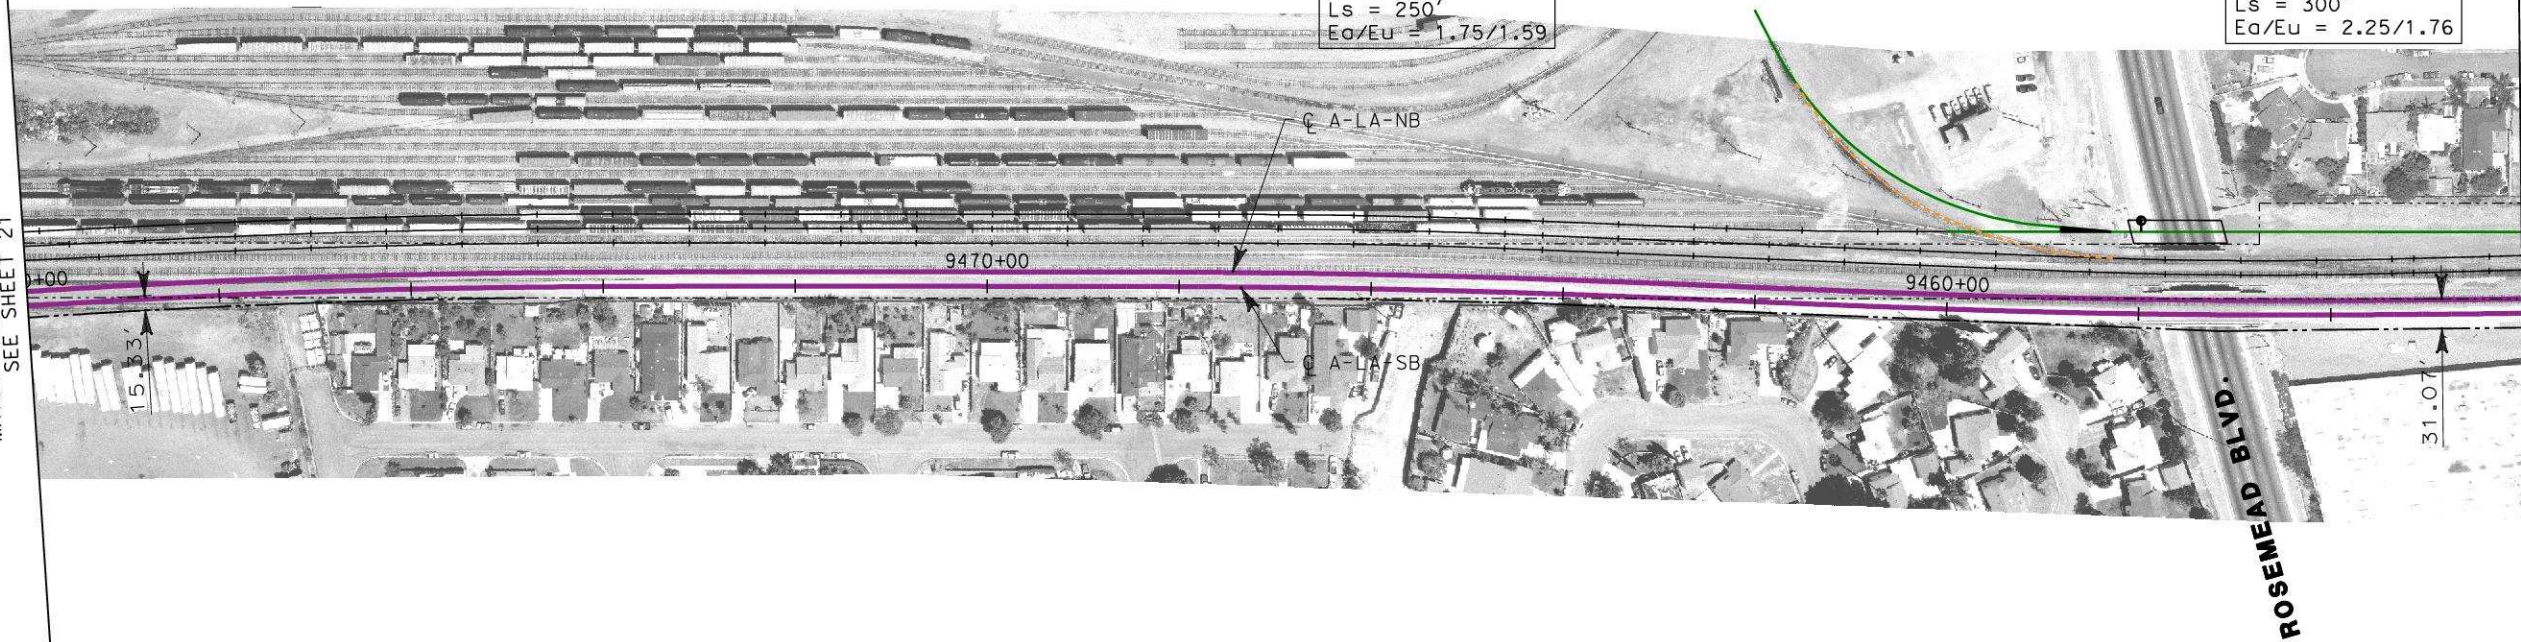 Ls = 250'
Ea/Eu = 1.75/1.59
Ls = 300
Ea/Eu = 2.25/1.76
℄ A-LA-NB
SEE SHEET 21
+00
9470+00
9460+00
15.33'
℄ A-LA-SB
31.07'
ROSEMEAD BLVD.